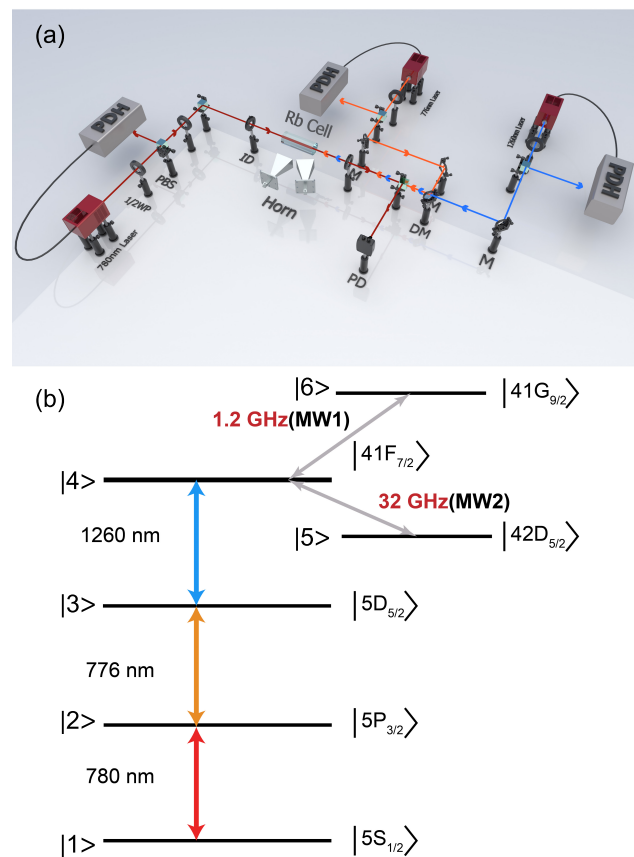 (a)
PDH
776nm Laser
1260nm Laser
PDH
Rb Cell
PDH
ID
PBS
1/2WP
M
Horn
M
DM
780nm Laser
PD
M
(b)
|6>
|41G9/2⟩
1.2 GHz(MW1)
|41F7/2⟩
|4>
32 GHz(MW2)
1260 nm
|5>
|42D5/2⟩
|3>
|5D5/2⟩
776 nm
|2>
|5P3/2⟩
780 nm
|1>
|5S1/2⟩